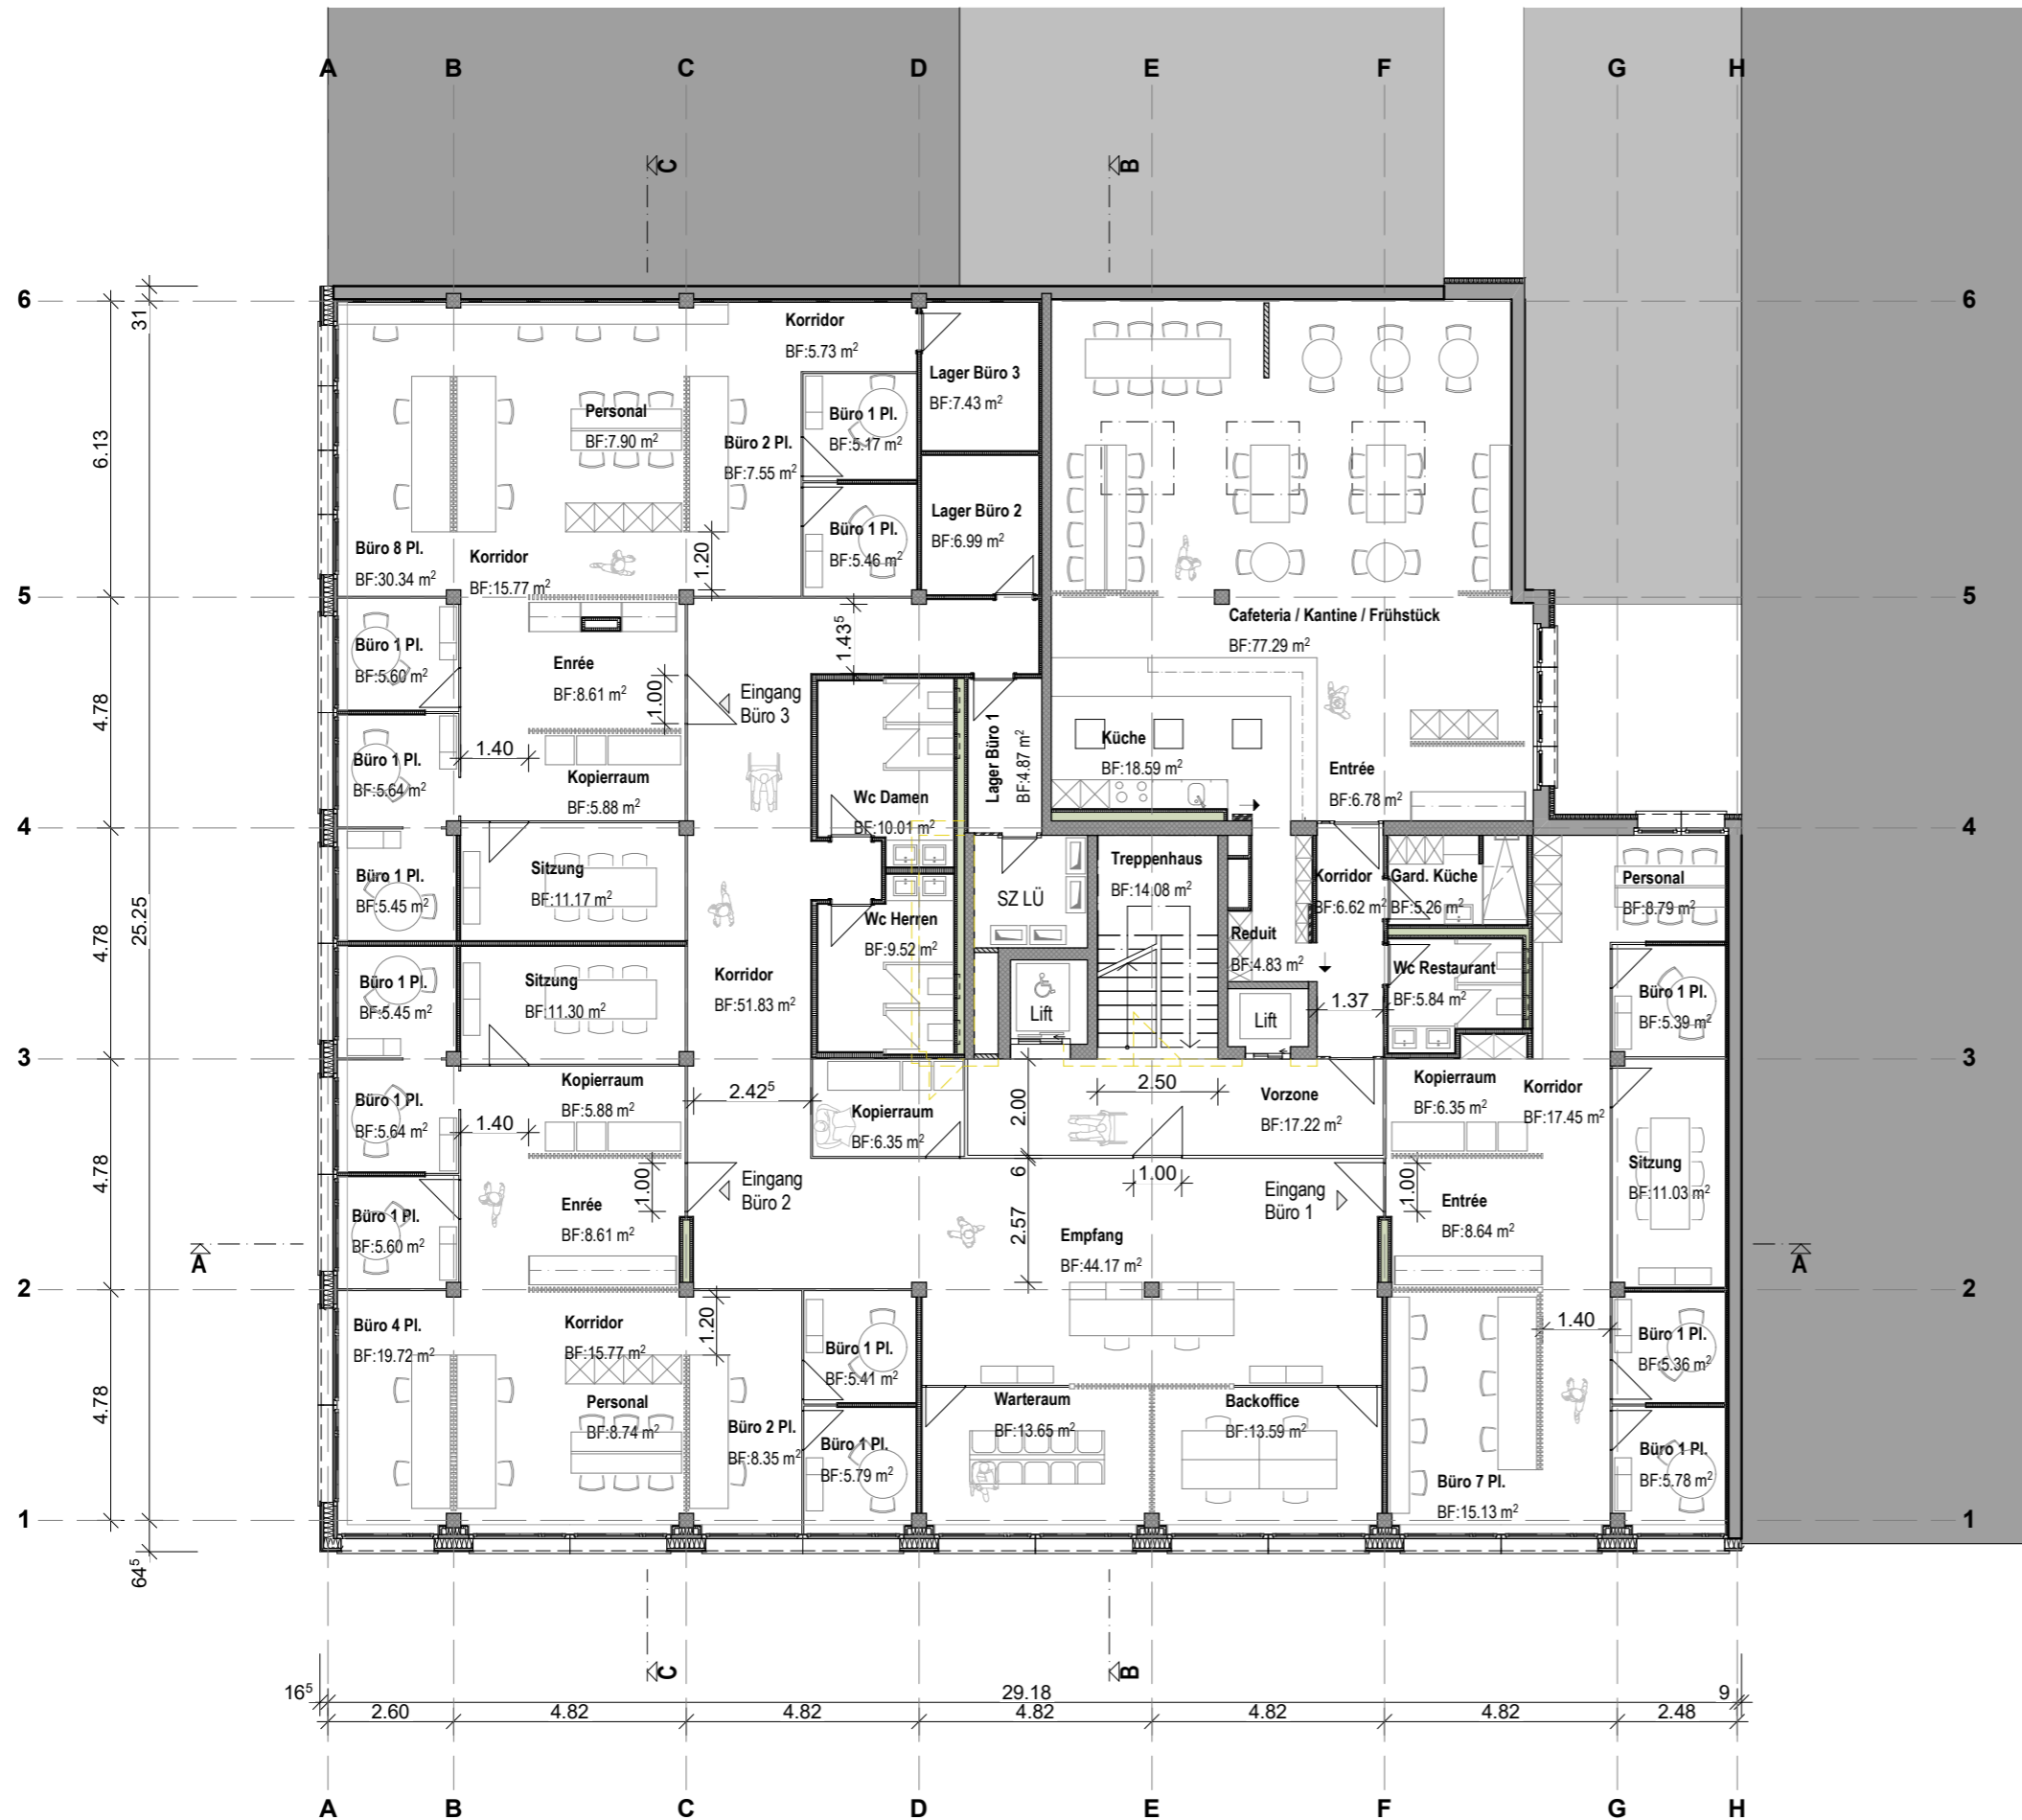 A B C D E F G H
C B
6 6
31
Korridor
BF:5.73 m²
Lager Büro 3
BF:7.43 m²
Personal
BF:7.90 m²
Büro 1 Pl.
BF:5.17 m²
Büro 2 Pl.
BF:7.55 m²
6.13
Lager Büro 2
BF:6.99 m²
Büro 1 Pl.
BF:5.46 m²
Büro 8 Pl.
BF:30.34 m²
Korridor
BF:15.77 m²
1.20
5 5
Cafeteria / Kantine / Frühstück
BF:77.29 m²
1.43⁵
Büro 1 Pl.
BF:5.60 m²
Enrée
BF:8.61 m²
1.00
Eingang
Büro 3
4.78
Lager Büro 1
BF:4.87 m²
Küche
BF:18.59 m²
1.40
Büro 1 Pl.
BF:5.64 m²
Kopierraum
BF:5.88 m²
Wc Damen
BF:10.01 m²
Entrée
BF:6.78 m²
4 4
Büro 1 Pl.
BF:5.45 m²
Sitzung
BF:11.17 m²
SZ LÜ
Treppenhaus
BF:14.08 m²
Korridor
BF:6.62 m²
Gard. Küche
BF:5.26 m²
Personal
BF:8.79 m²
4.78
25.25
Wc Herren
BF:9.52 m²
Reduit
BF:4.83 m²
Büro 1 Pl.
BF:5.45 m²
Sitzung
BF:11.30 m²
Korridor
BF:51.83 m²
Lift
Lift
1.37
Wc Restaurant
BF:5.84 m²
Büro 1 Pl.
BF:5.39 m²
3 3
Büro 1 Pl.
BF:5.64 m²
Kopierraum
BF:5.88 m²
1.40
2.42⁵
Kopierraum
BF:6.35 m²
2.00
2.50
Vorzone
BF:17.22 m²
Kopierraum
BF:6.35 m²
Korridor
BF:17.45 m²
4.78
6
1.00
Sitzung
BF:11.03 m²
Büro 1 Pl.
BF:5.60 m²
Enrée
BF:8.61 m²
1.00
Eingang
Büro 2
2.57
Empfang
BF:44.17 m²
Eingang
Büro 1
1.00
Entrée
BF:8.64 m²
A A
2 2
Büro 4 Pl.
BF:19.72 m²
Korridor
BF:15.77 m²
1.20
Büro 1 Pl.
BF:5.41 m²
1.40
Büro 1 Pl.
BF:5.36 m²
4.78
Personal
BF:8.74 m²
Büro 2 Pl.
BF:8.35 m²
Büro 1 Pl.
BF:5.79 m²
Warteraum
BF:13.65 m²
Backoffice
BF:13.59 m²
Büro 7 Pl.
BF:15.13 m²
Büro 1 Pl.
BF:5.78 m²
1 1
64⁵
C B
16⁵ 29.18 9
2.60 4.82 4.82 4.82 4.82 4.82 2.48
A B C D E F G H